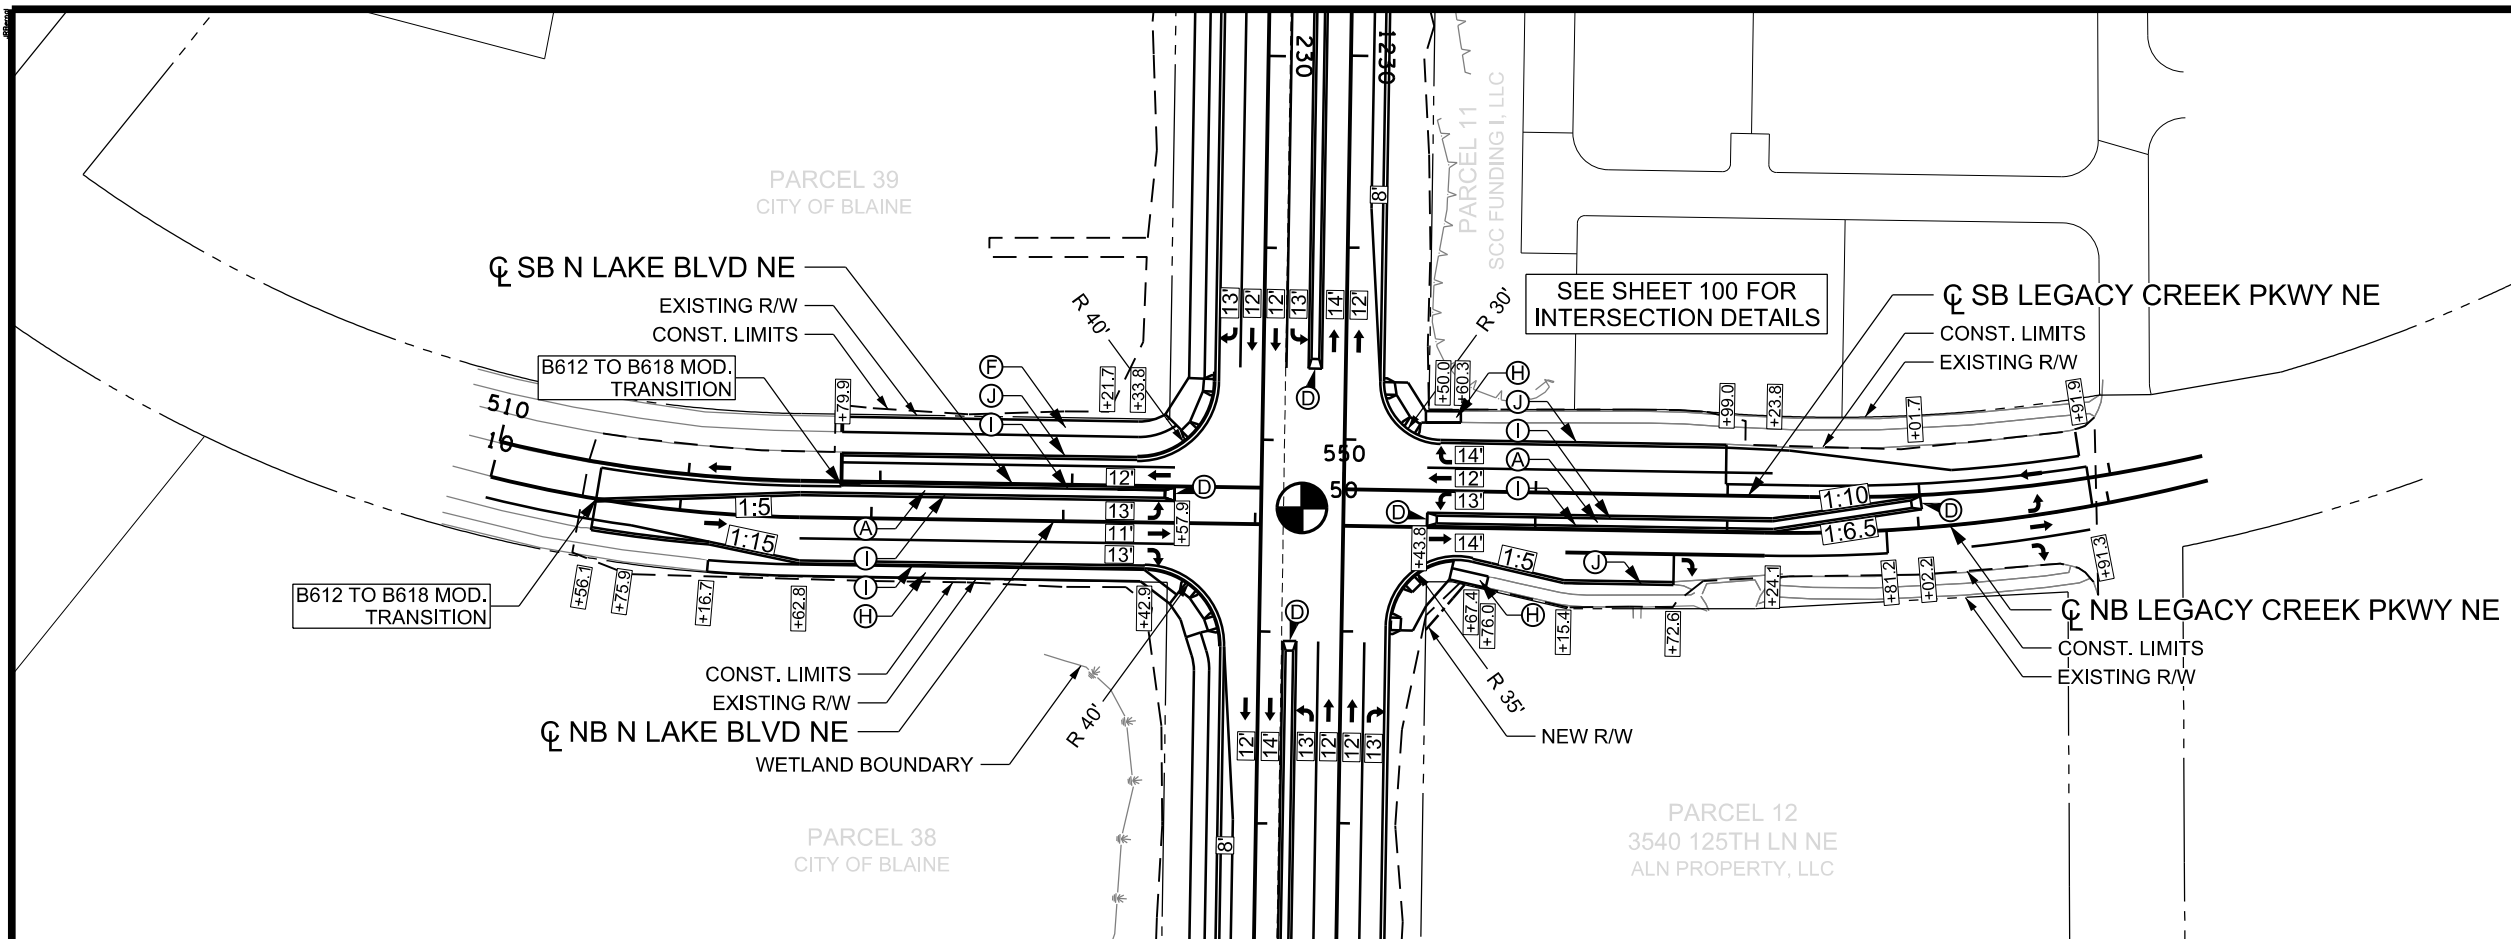 230
1230
PARCEL 39
CITY OF BLAINE
PARCEL 11
SCC FUNDING I, LLC
8'
℄ SB N LAKE BLVD NE
EXISTING R/W
CONST. LIMITS
B612 TO B618 MOD.
TRANSITION
SEE SHEET 100 FOR
INTERSECTION DETAILS
℄ SB LEGACY CREEK PKWY NE
CONST. LIMITS
EXISTING R/W
R 40'
R 30'
13'
12'
12'
13'
14'
12'
F
J
I
D
H
J
I
A
I
+79.9
+21.7
+33.8
+50.0
+60.3
+99.0
+23.8
+01.7
+91.9
510
10
550
50
12'
13'
11'
13'
D
+57.9
14'
12'
13'
D
+43.8
14'
1:5
1:15
A
I
I
H
1:5
J
1:10
1:6.5
D
B612 TO B618 MOD.
TRANSITION
+56.1
+75.9
+16.7
+62.8
+42.9
D
+67.4
+76.0
H
+15.4
+72.6
+24.1
+81.2
+02.2
+91.3
℄ NB LEGACY CREEK PKWY NE
CONST. LIMITS
EXISTING R/W
CONST. LIMITS
EXISTING R/W
℄ NB N LAKE BLVD NE
WETLAND BOUNDARY
R 40'
R 35'
NEW R/W
12'
14'
13'
12'
12'
13'
8'
PARCEL 38
CITY OF BLAINE
PARCEL 12
3540 125TH LN NE
ALN PROPERTY, LLC